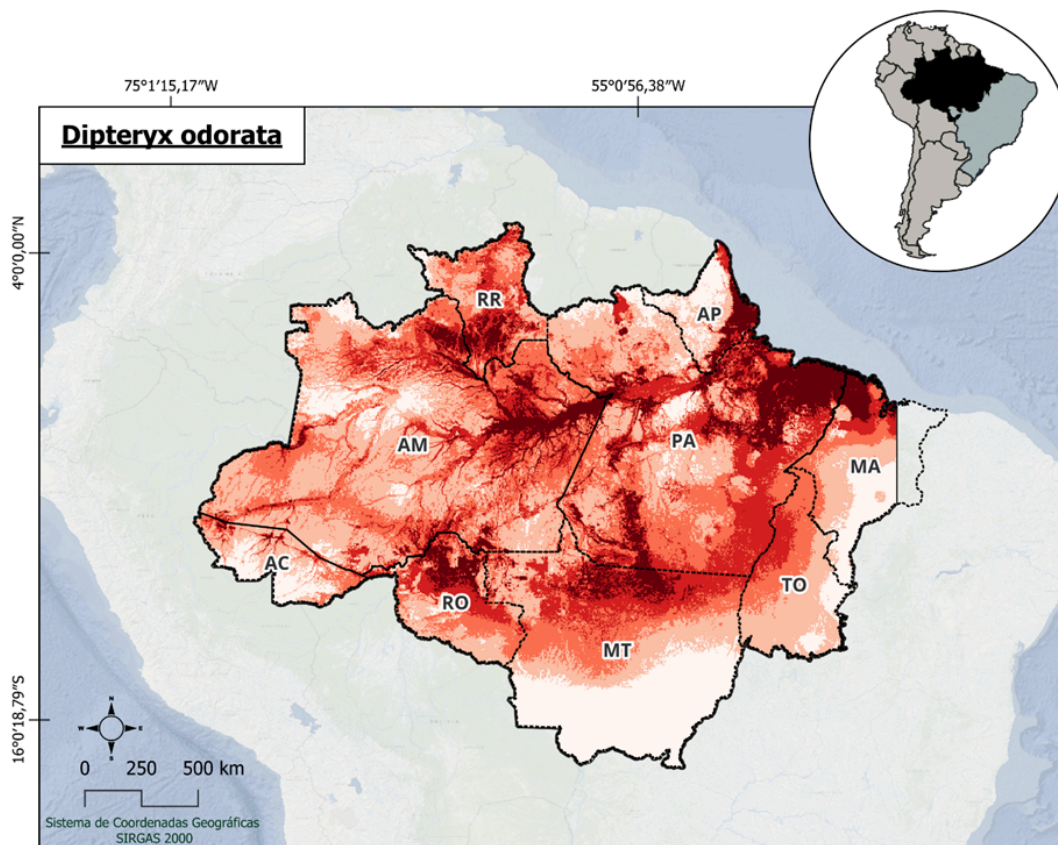 75°1'15,17"W
55°0'56,38"W
Dipteryx odorata
4°0'0,00"N
RR
AP
AM
PA
MA
AC
RO
TO
MT
16°0'18,79"S
N
W
E
S
0 250 500 km
Sistema de Coordenadas Geográficas
SIRGAS 2000